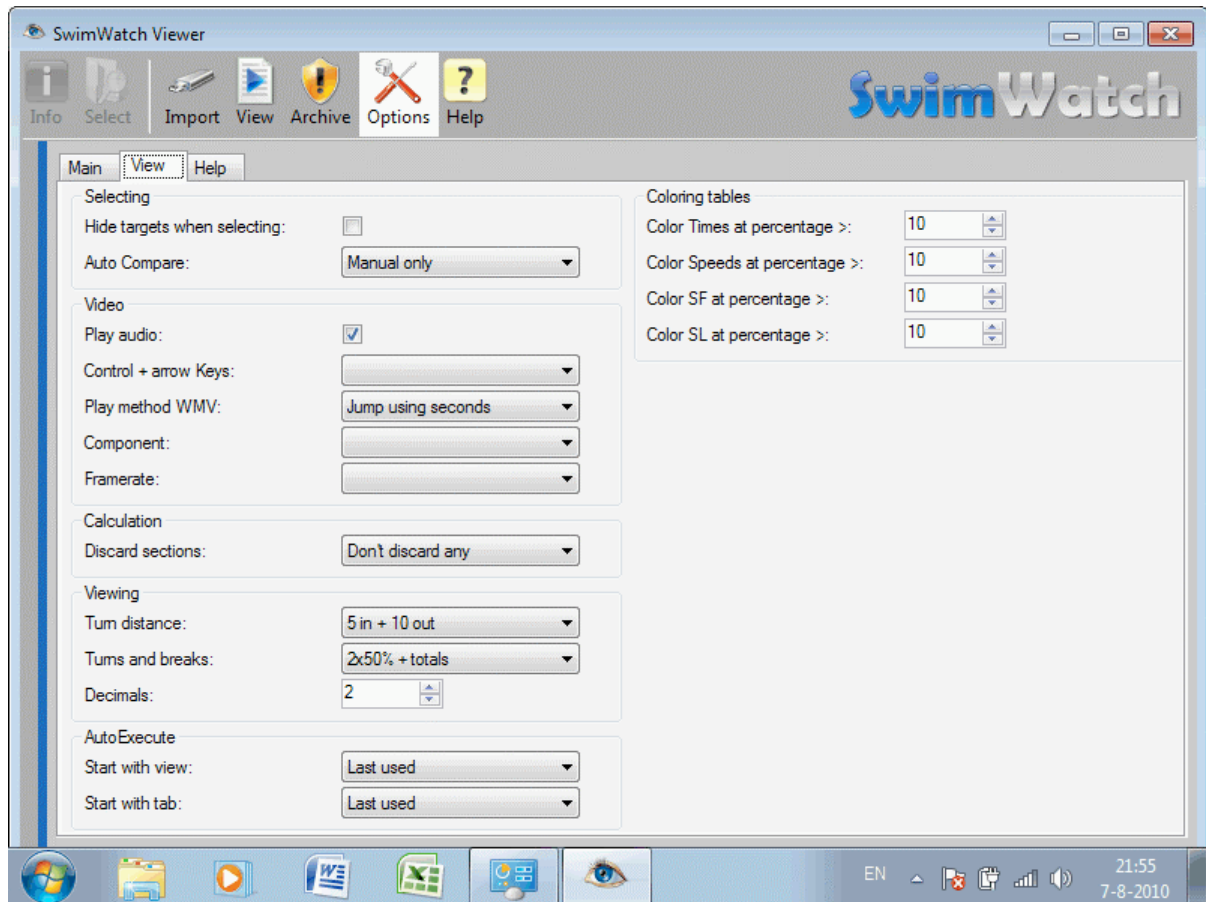 SwimWatch Viewer
Info Select Import View Archive Options Help
SwimWatch
Main View Help
Selecting
Hide targets when selecting:
Auto Compare: Manual only
Video
Play audio:
Control + arrow Keys:
Play method WMV: Jump using seconds
Component:
Framerate:
Calculation
Discard sections: Don't discard any
Viewing
Turn distance: 5 in + 10 out
Turns and breaks: 2x50% + totals
Decimals: 2
AutoExecute
Start with view: Last used
Start with tab: Last used
Coloring tables
Color Times at percentage >: 10
Color Speeds at percentage >: 10
Color SF at percentage >: 10
Color SL at percentage >: 10
EN
21:55
7-8-2010